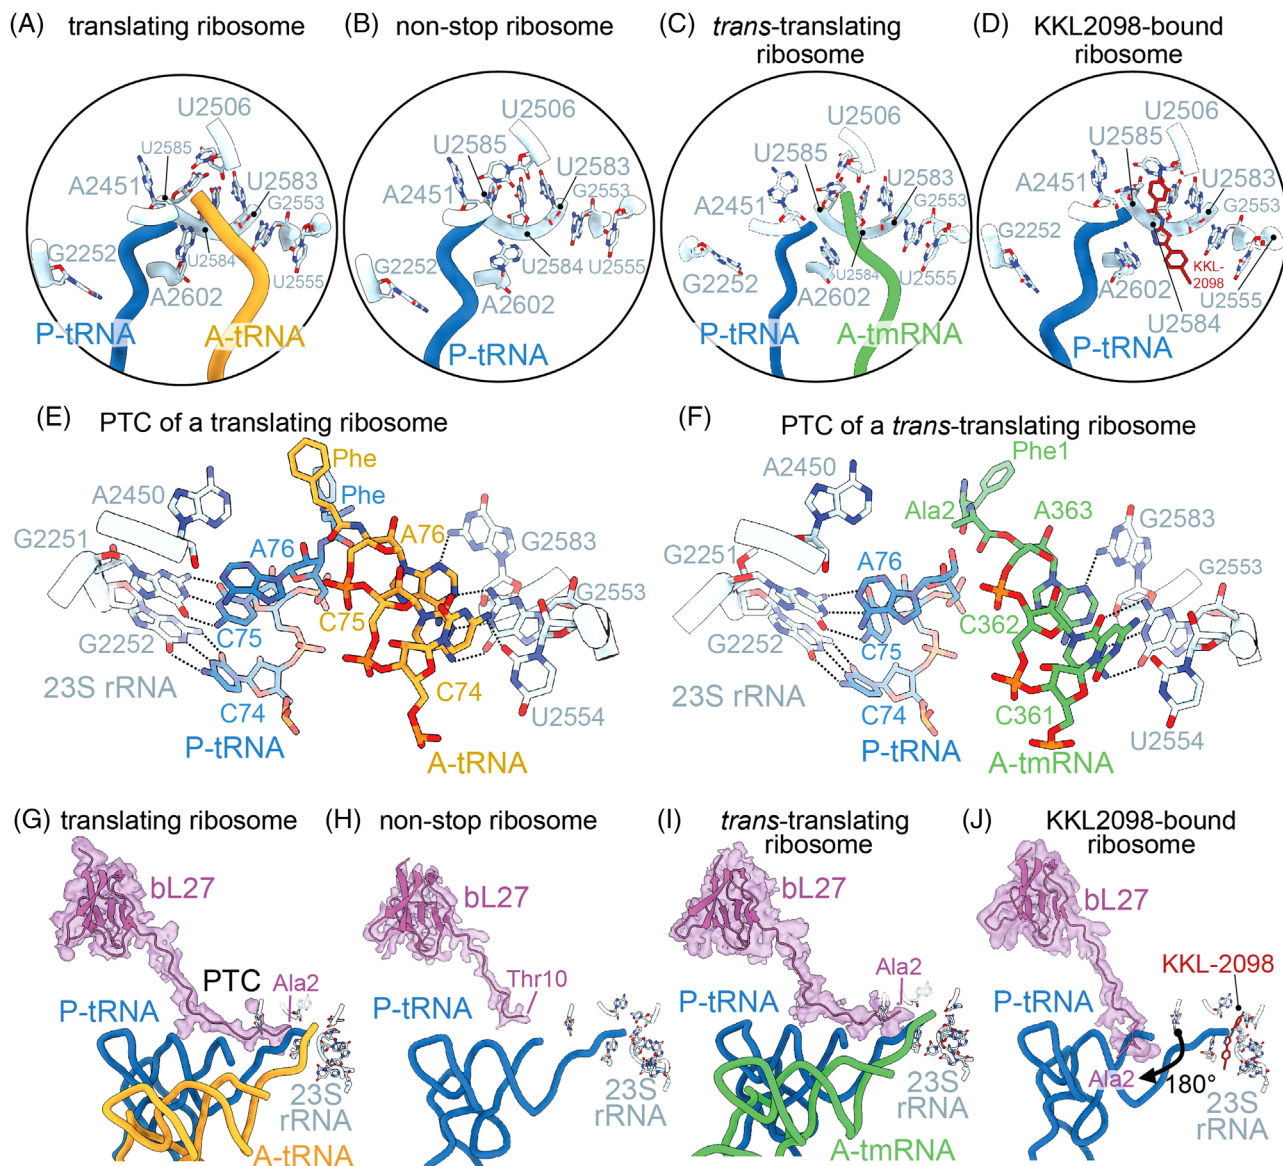 (A) translating ribosome
U2506
U2585
A2451
U2583
G2553
G2252
U2584
U2555
A2602
P-tRNA
A-tRNA
(B) non-stop ribosome
U2506
U2585
A2451
U2583
G2553
G2252
U2584
U2555
A2602
P-tRNA
(C) trans-translating
ribosome
U2506
U2585
A2451
U2583
G2553
G2252
U2584
U2555
A2602
P-tRNA
A-tmRNA
(D) KKL2098-bound
ribosome
U2506
U2585
A2451
U2583
G2553
G2252
KKL-
2098
A2602
U2555
U2584
P-tRNA
(E) PTC of a translating ribosome
Phe
Phe
A2450
G2251
A76
A76
G2583
G2553
C75
C75
G2252
23S rRNA
C74
C74
U2554
P-tRNA
A-tRNA
(F) PTC of a trans-translating ribosome
Phe1
A2450
Ala2
A363
G2583
G2251
A76
G2553
C362
G2252
C75
23S rRNA
C74
C361
U2554
P-tRNA
A-tmRNA
(G) translating ribosome
bL27
PTC
Ala2
P-tRNA
23S
rRNA
A-tRNA
(H) non-stop ribosome
bL27
Thr10
P-tRNA
23S
rRNA
(I) trans-translating
ribosome
bL27
Ala2
P-tRNA
23S
rRNA
A-tmRNA
(J) KKL2098-bound
ribosome
bL27
KKL-2098
P-tRNA
Ala2
180°
23S
rRNA